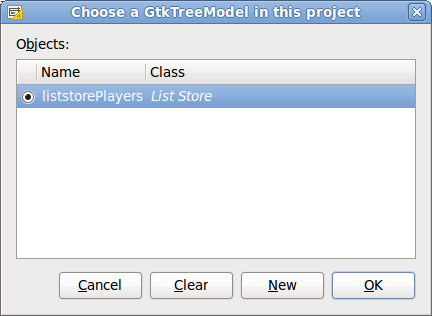 Choose a GtkTreeModel in this project
Objects:
Name Class
liststorePlayers List Store
Cancel Clear New OK